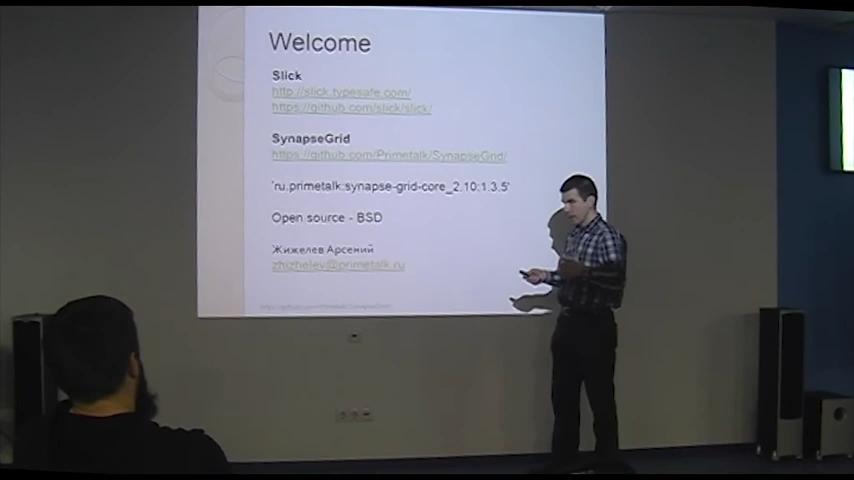 Welcome
Slick
http://slick.typesafe.com/
https://github.com/slick/slick/
SynapseGrid
https://github.com/Primetalk/SynapseGrid/
'ru.primetalk:synapse-grid-core_2.10:1.3.5'
Open source - BSD
Жижелев Арсений
zhizhelev@primetalk.ru